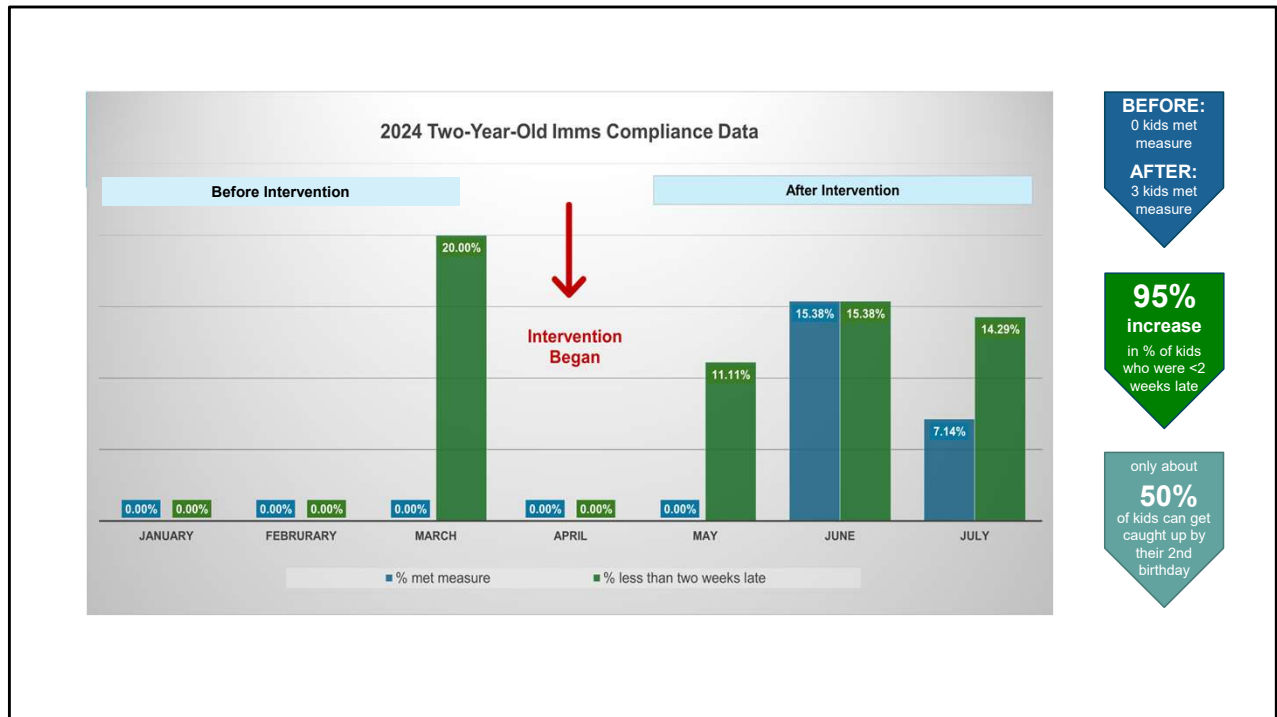 2024 Two-Year-Old Imms Compliance Data
Before Intervention
After Intervention
20.00%
Intervention
Began
15.38%
15.38%
14.29%
11.11%
7.14%
0.00%
0.00%
0.00%
0.00%
0.00%
0.00%
0.00%
0.00%
JANUARY
FEBRURARY
MARCH
APRIL
MAY
JUNE
JULY
% met measure
% less than two weeks late
BEFORE:
0 kids met
measure
AFTER:
3 kids met
measure
95%
increase
in % of kids
who were <2
weeks late
only about
50%
of kids can get
caught up by
their 2nd
birthday